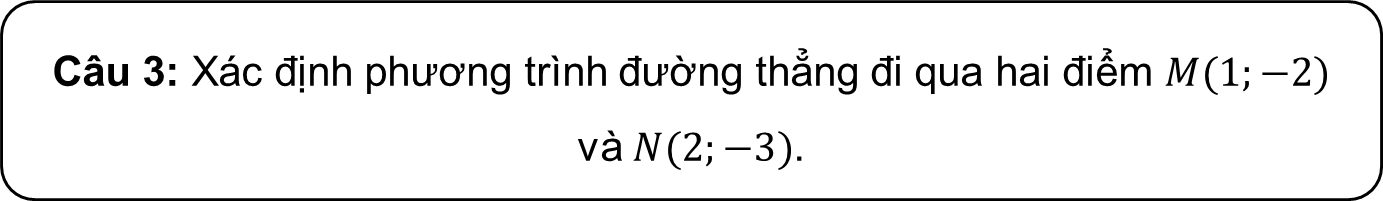 Câu 3: Xác định phương trình đường thẳng đi qua hai điểm M(1; −2)
và N(2; −3).